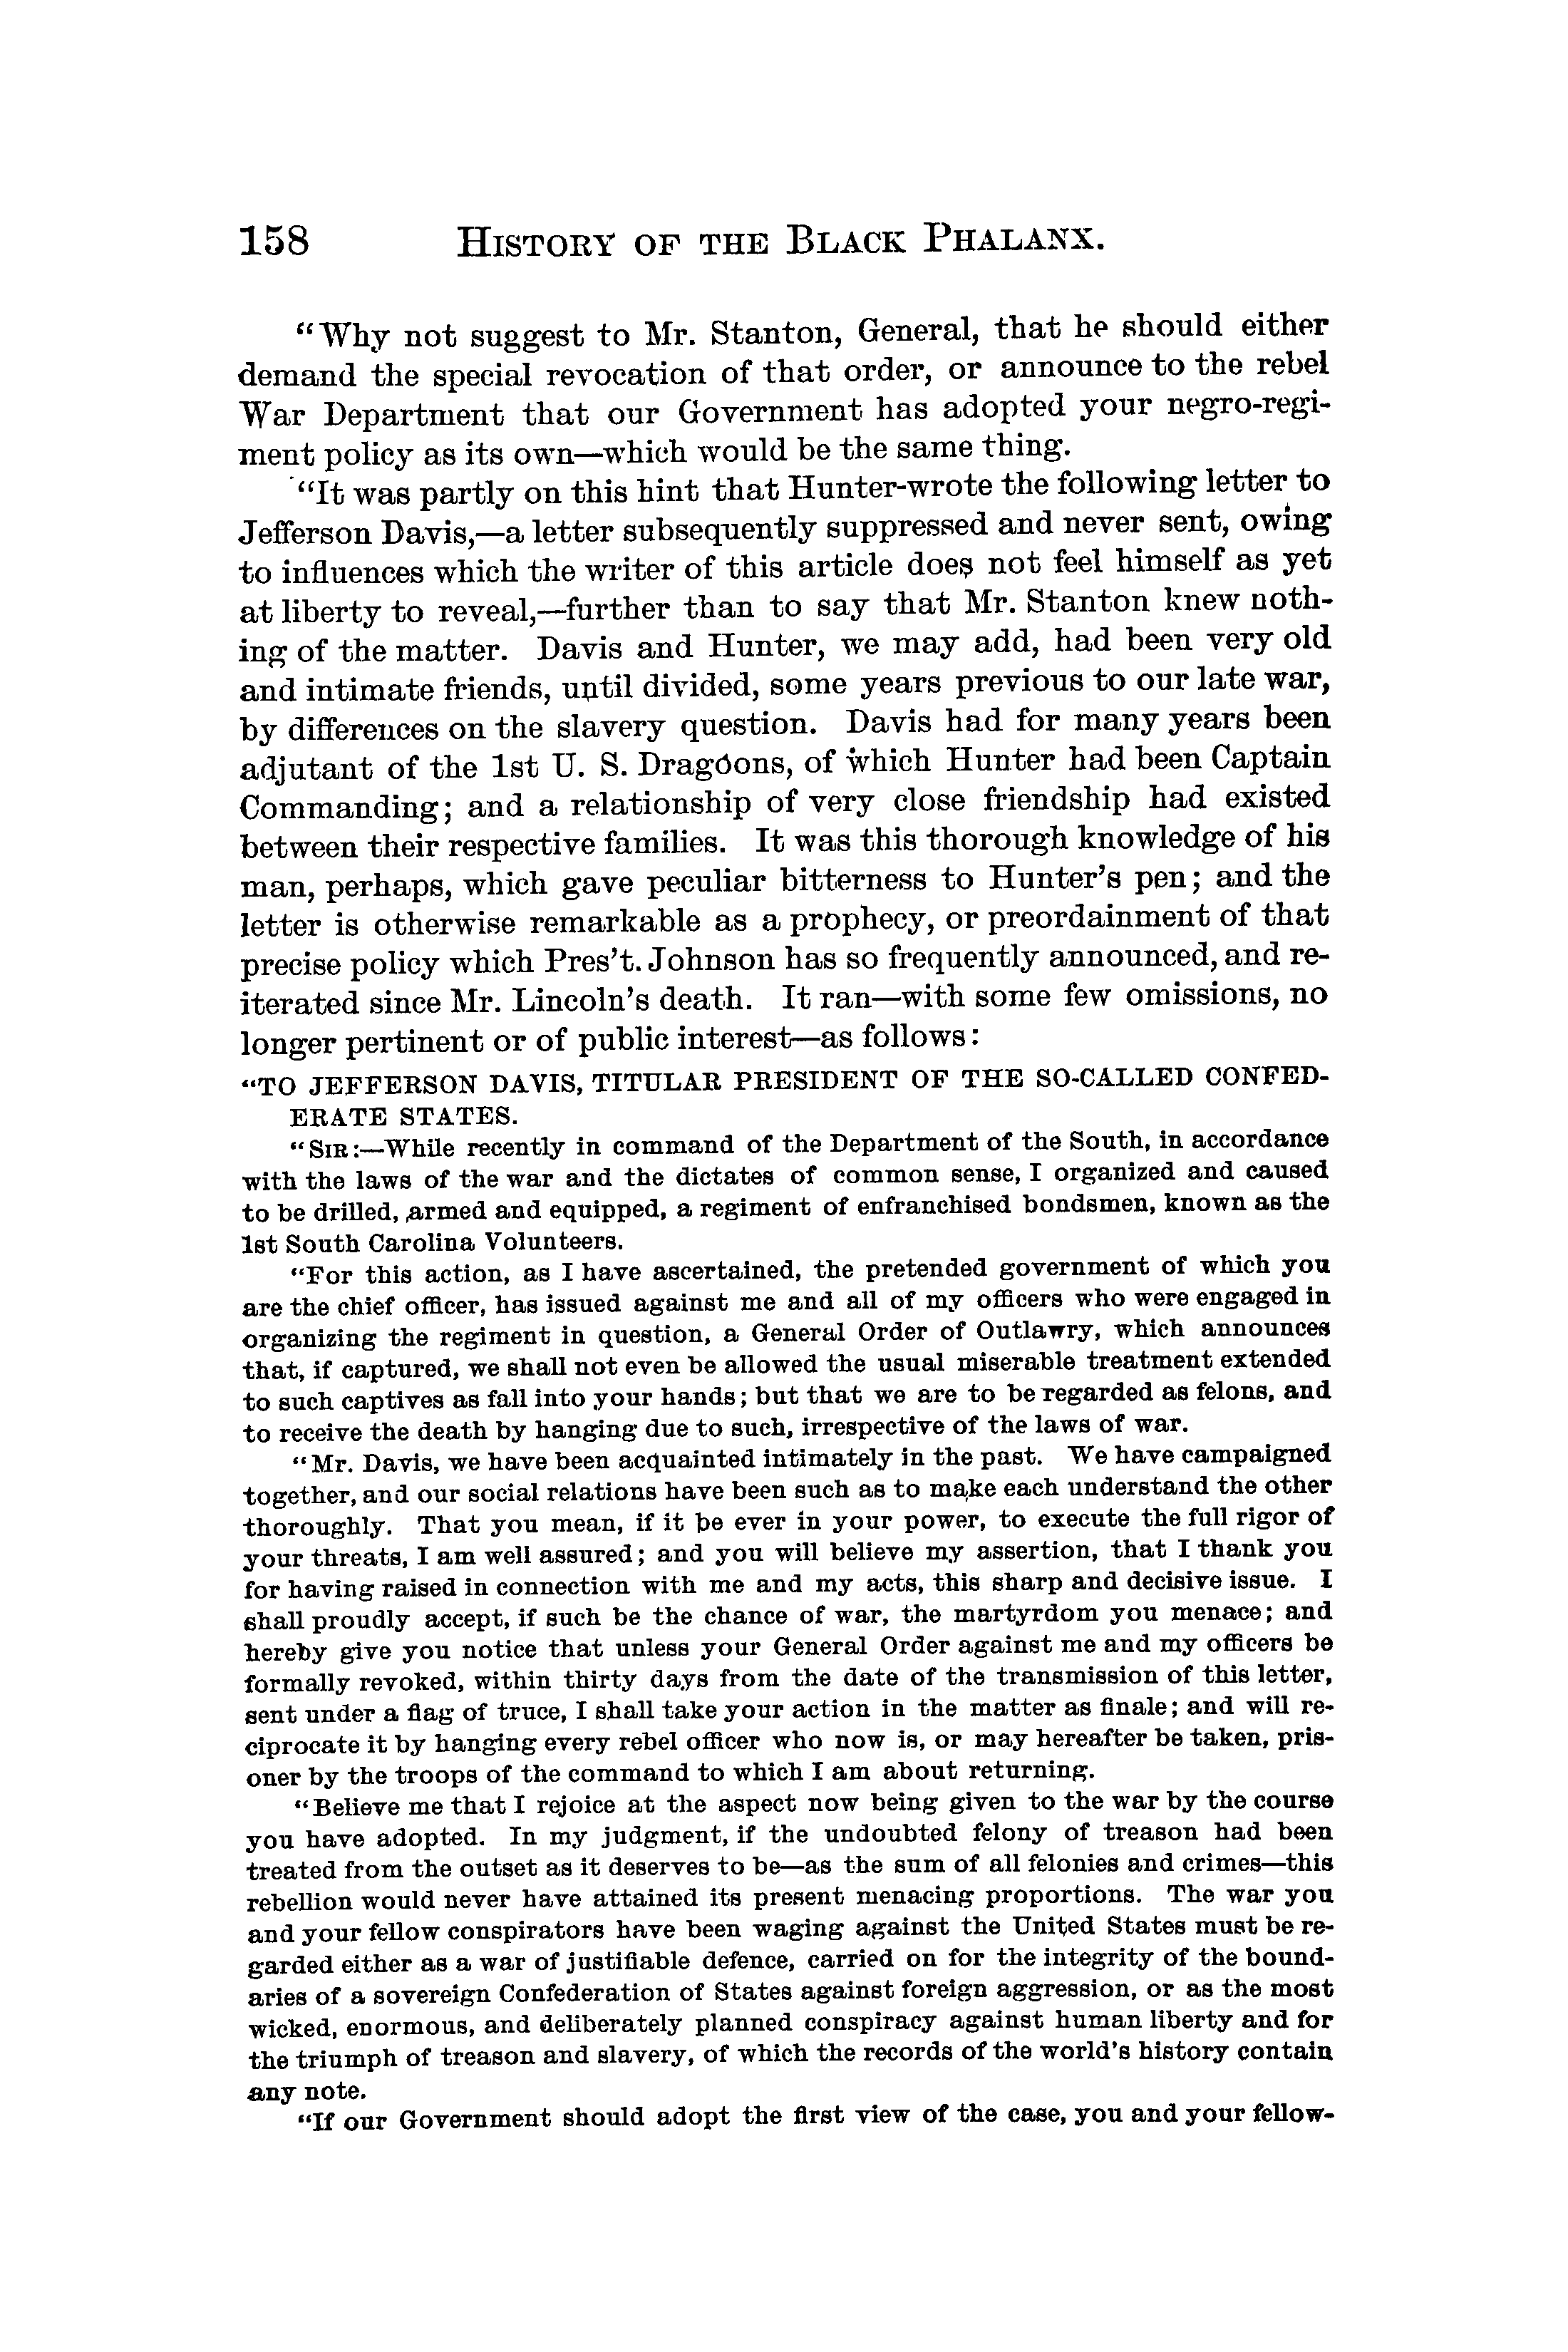 158 HISTORY OF THE BLACK PHALANX.
"Why not suggest to Mr. Stanton, General, that he should either
demand the special revocation of that order, or announce to the rebel
War Department that our Government has adopted your negro-regi-
ment policy as its own—which would be the same thing.
"It was partly on this hint that Hunter-wrote the following letter to
Jefferson Davis,—a letter subsequently suppressed and never sent, owing
to influences which the writer of this article does not feel himself as yet
at liberty to reveal,—further than to say that Mr. Stanton knew noth-
ing of the matter. Davis and Hunter, we may add, had been very old
and intimate friends, until divided, some years previous to our late war,
by differences on the slavery question. Davis had for many years been
adjutant of the 1st U. S. Dragoons, of which Hunter had been Captain
Commanding; and a relationship of very close friendship had existed
between their respective families. It was this thorough knowledge of his
man, perhaps, which gave peculiar bitterness to Hunter's pen; and the
letter is otherwise remarkable as a prophecy, or preordainment of that
precise policy which Pres't. Johnson has so frequently announced, and re-
iterated since Mr. Lincoln's death. It ran—with some few omissions, no
longer pertinent or of public interest—as follows:
"TO JEFFERSON DAVIS, TITULAR PRESIDENT OF THE SO-CALLED CONFED-
ERATE STATES.
"SIR:—While recently in command of the Department of the South, in accordance
with the laws of the war and the dictates of common sense, I organized and caused
to be drilled, armed and equipped, a regiment of enfranchised bondsmen, known as the
1st South Carolina Volunteers.
"For this action, as I have ascertained, the pretended government of which you
are the chief officer, has issued against me and all of my officers who were engaged in
organizing the regiment in question, a General Order of Outlawry, which announces
that, if captured, we shall not even be allowed the usual miserable treatment extended
to such captives as fall into your hands; but that we are to be regarded as felons, and
to receive the death by hanging due to such, irrespective of the laws of war.
"Mr. Davis, we have been acquainted intimately in the past. We have campaigned
together, and our social relations have been such as to make each understand the other
thoroughly. That you mean, if it be ever in your power, to execute the full rigor of
your threats, I am well assured; and you will believe my assertion, that I thank you
for having raised in connection with me and my acts, this sharp and decisive issue. I
shall proudly accept, if such be the chance of war, the martyrdom you menace; and
hereby give you notice that unless your General Order against me and my officers be
formally revoked, within thirty days from the date of the transmission of this letter,
sent under a flag of truce, I shall take your action in the matter as finale; and will re-
ciprocate it by hanging every rebel officer who now is, or may hereafter be taken, pris-
oner by the troops of the command to which I am about returning.
"Believe me that I rejoice at the aspect now being given to the war by the course
you have adopted. In my judgment, if the undoubted felony of treason had been
treated from the outset as it deserves to be—as the sum of all felonies and crimes—this
rebellion would never have attained its present menacing proportions. The war you
and your fellow conspirators have been waging against the United States must be re-
garded either as a war of justifiable defence, carried on for the integrity of the bound-
aries of a sovereign Confederation of States against foreign aggression, or as the most
wicked, enormous, and deliberately planned conspiracy against human liberty and for
the triumph of treason and slavery, of which the records of the world's history contain
any note.
"If our Government should adopt the first view of the case, you and your fellow-